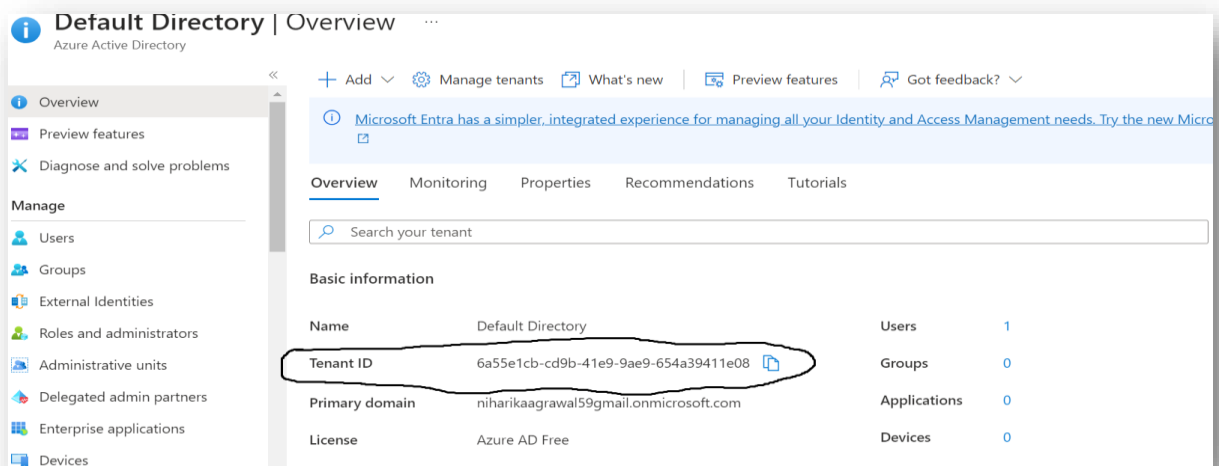 Default Directory | Overview ...
Azure Active Directory
Add Manage tenants What's new Preview features Got feedback?
Microsoft Entra has a simpler, integrated experience for managing all your Identity and Access Management needs. Try the new Micro
Overview
Preview features
Diagnose and solve problems
Manage
Users
Groups
External Identities
Roles and administrators
Administrative units
Delegated admin partners
Enterprise applications
Devices
Overview Monitoring Properties Recommendations Tutorials
Search your tenant
Basic information
Name Default Directory Users 1
Tenant ID 6a55e1cb-cd9b-41e9-9ae9-654a39411e08 Groups 0
Primary domain niharikaagrawal59gmail.onmicrosoft.com Applications 0
License Azure AD Free Devices 0